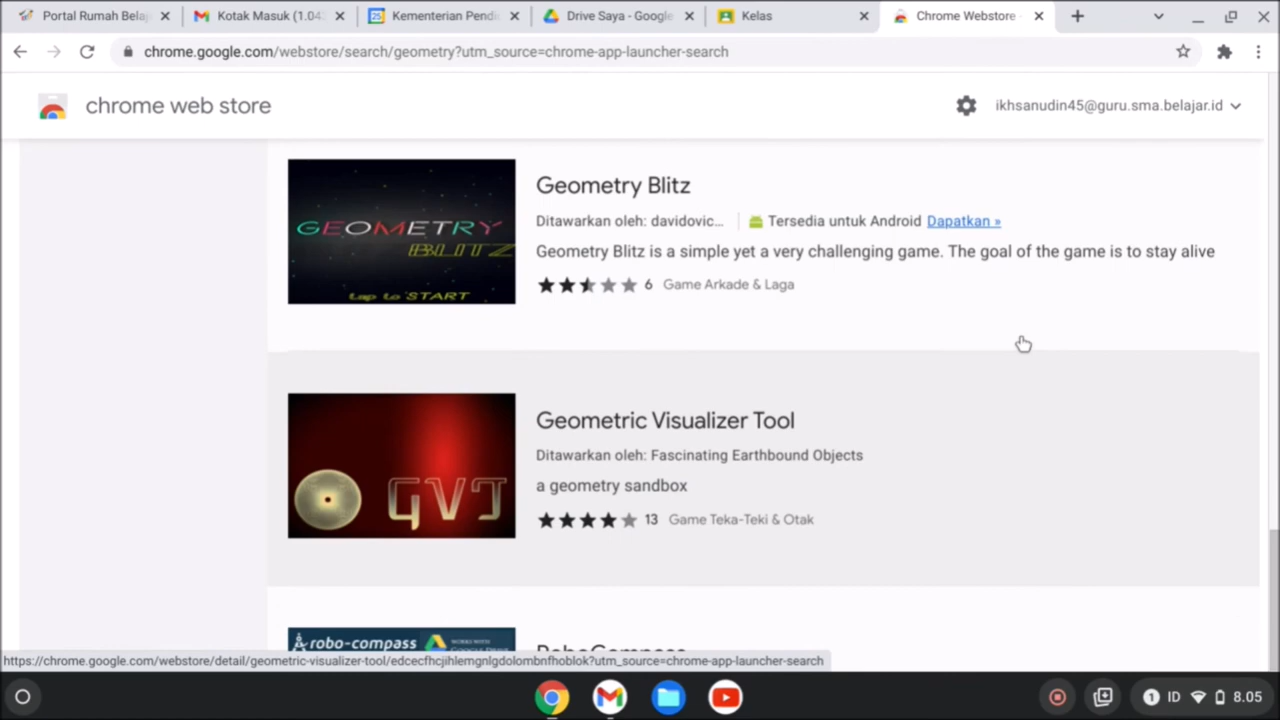 Portal Rumah Bela
Kotak Masuk (1.04
Kementerian Pendi
Drive Saya - Google
Kelas
Chrome Webstore -
chrome.google.com/webstore/search/geometry?utm_source=chrome-app-launcher-search
chrome web store
ikhsanudin45@guru.sma.belajar.id
GEOMETRY
BLITZ
tap to START
Geometry Blitz
Ditawarkan oleh: davidovic...
Tersedia untuk Android Dapatkan »
Geometry Blitz is a simple yet a very challenging game. The goal of the game is to stay alive
6 Game Arkade & Laga
GVT
Geometric Visualizer Tool
Ditawarkan oleh: Fascinating Earthbound Objects
a geometry sandbox
13 Game Teka-Teki & Otak
robo-compass
RoboCompass
https://chrome.google.com/webstore/detail/geometric-visualizer-tool/edcecfhcjihlemgnlgdolombnfhoblok?utm_source=chrome-app-launcher-search
1 ID 8.05